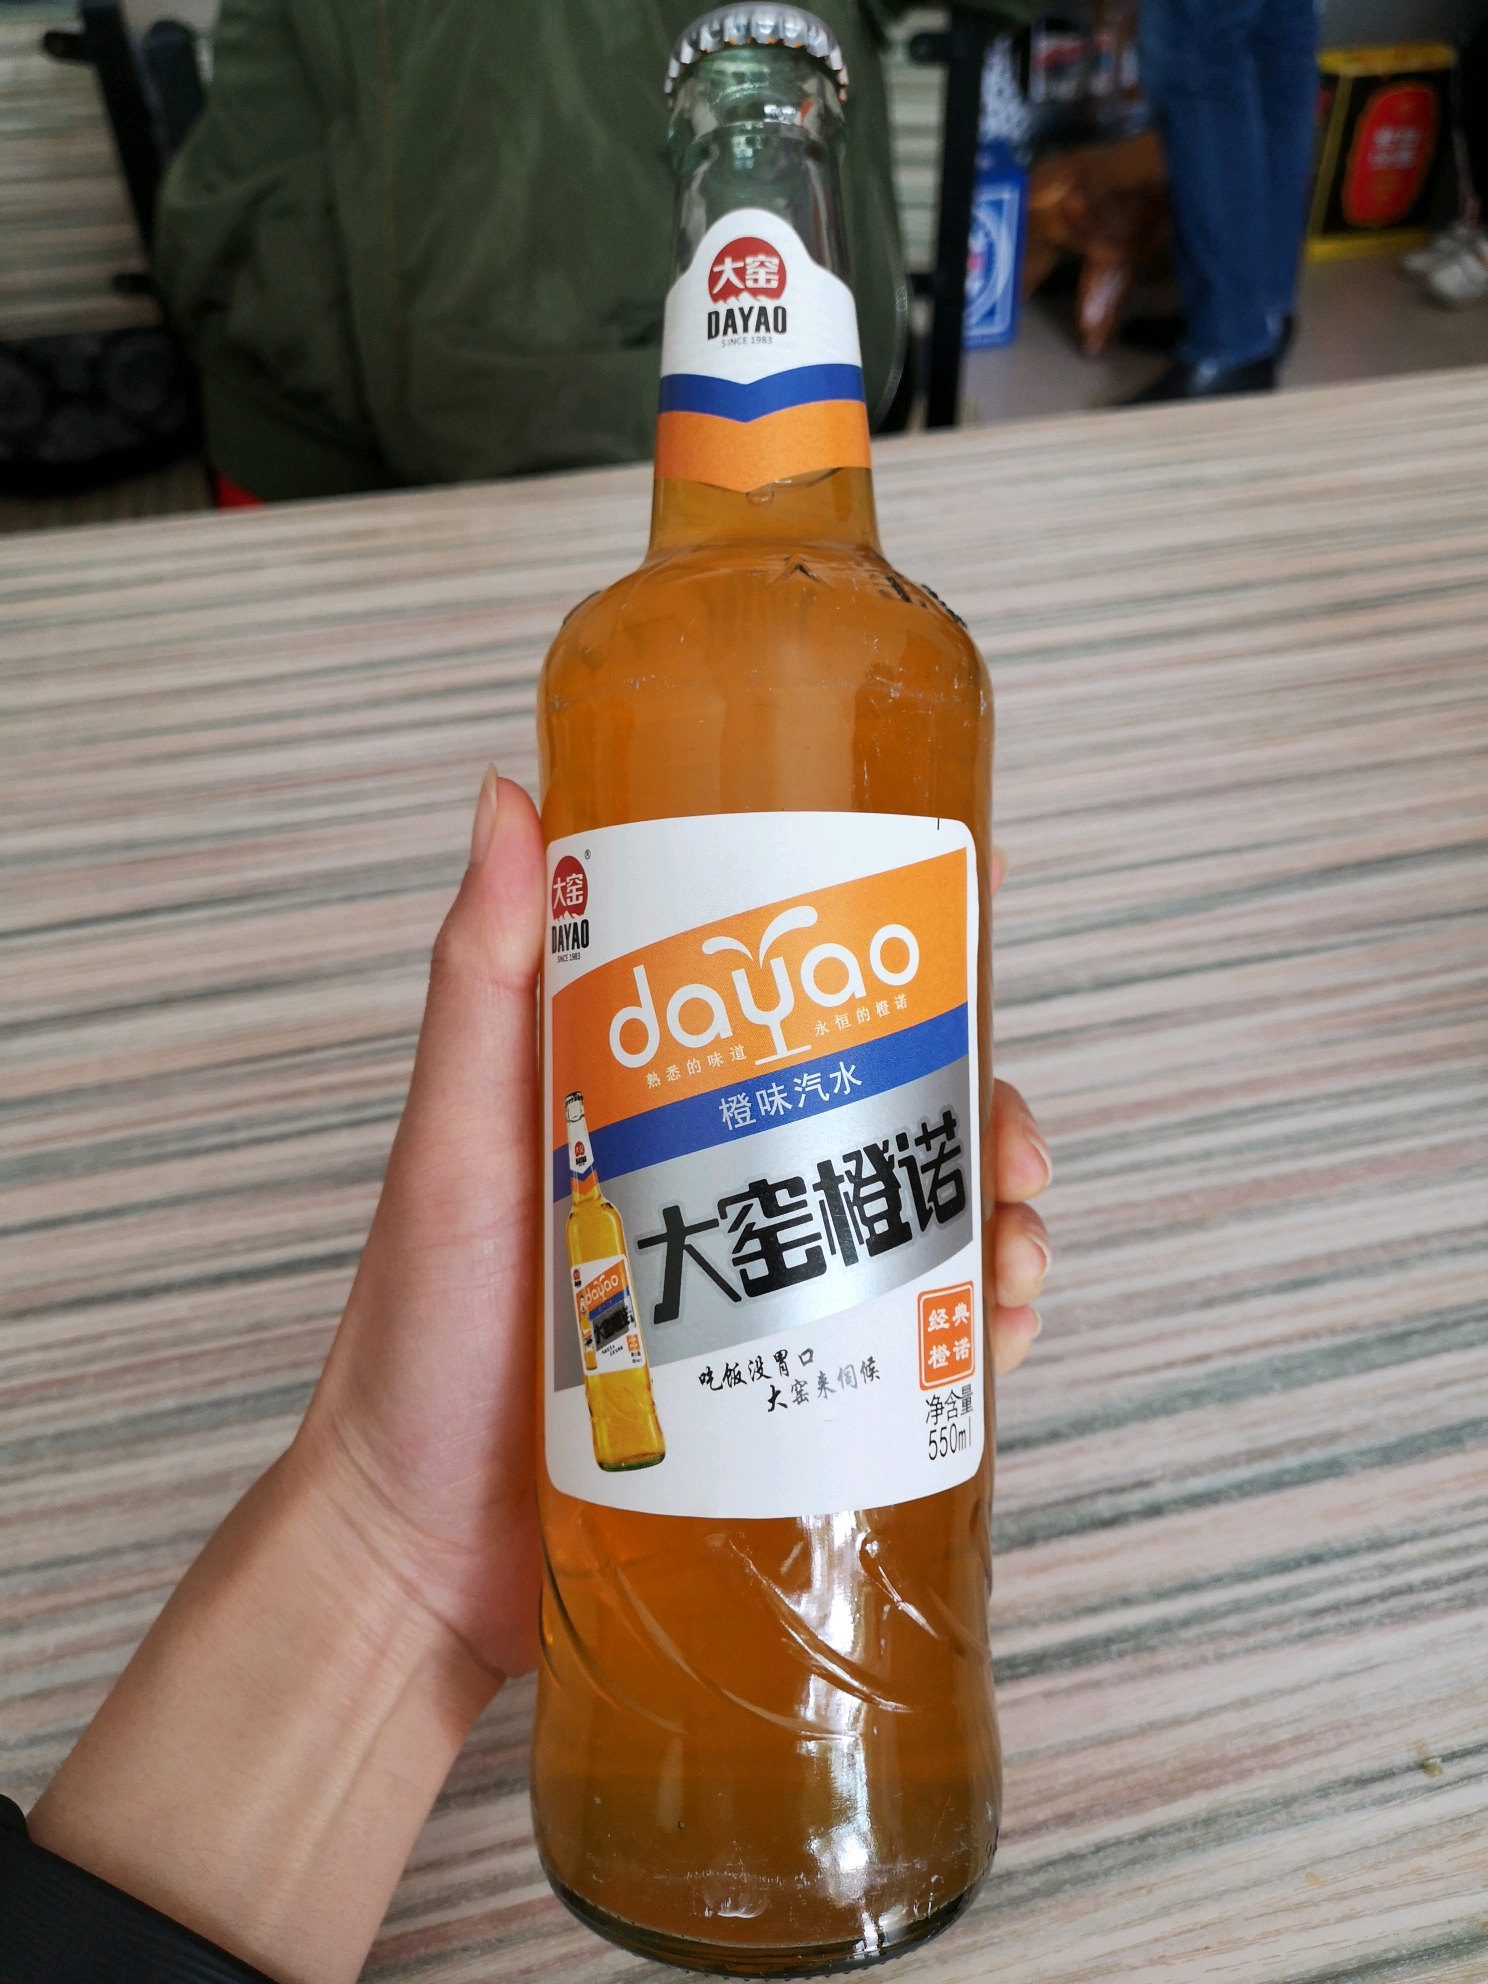 大窑
DAYAO
SINCE 1983
大窑®
DAYAO
SINCE 1983
dayao
熟悉的味道 永恒的橙诺
橙味汽水
大窑橙诺
经典
橙诺
吃饭没胃口
大窑来伺候
净含量
550ml